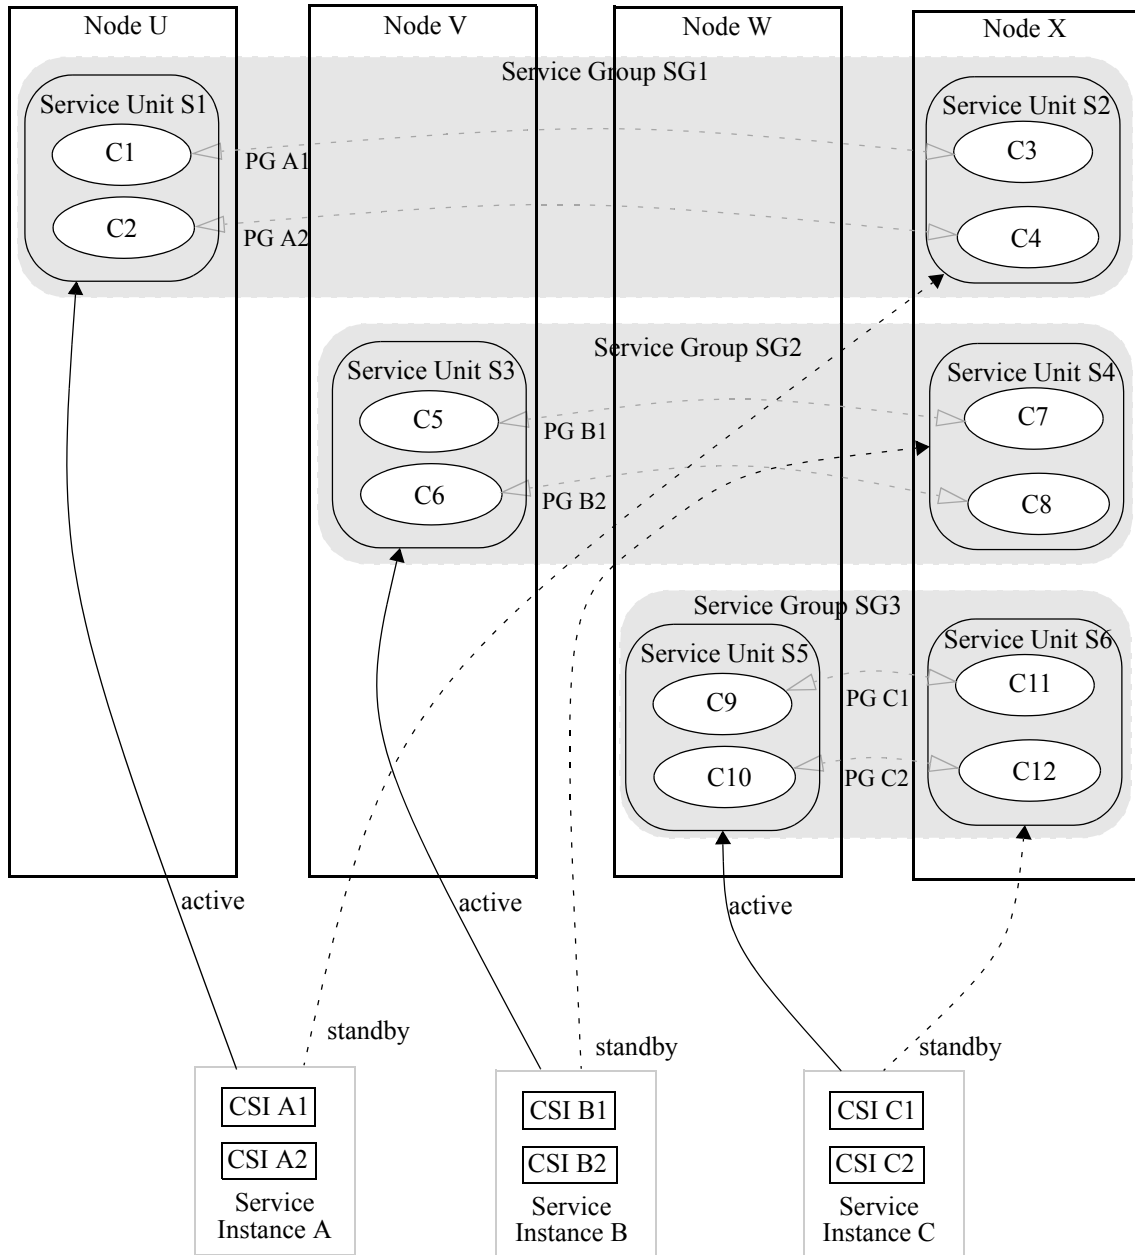 Node U
Node V
Node W
Node X
Service Group SG1
Service Unit S1
Service Unit S2
C1
PG A1
C3
C2
PG A2
C4
Service Group SG2
Service Unit S3
Service Unit S4
C5
PG B1
C7
C6
PG B2
C8
Service Group SG3
Service Unit S5
Service Unit S6
C9
PG C1
C11
C10
PG C2
C12
active
active
active
standby
standby
standby
CSI A1
CSI A2
Service
Instance A
CSI B1
CSI B2
Service
Instance B
CSI C1
CSI C2
Service
Instance C